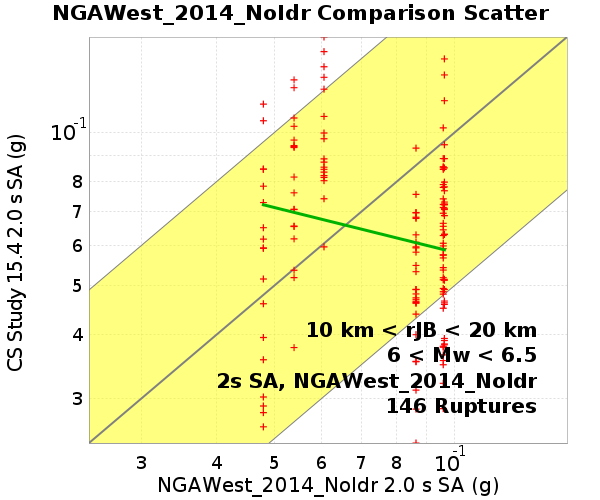 NGAWest_2014_NoIdr Comparison Scatter
CS Study 15.4 2.0 s SA (g)
10-1
8
7
6
5
4
3
10 km < rJB < 20 km
6 < Mw < 6.5
2s SA, NGAWest_2014_NoIdr
146 Ruptures
3 4 5 6 7 8 10-1
NGAWest_2014_NoIdr 2.0 s SA (g)